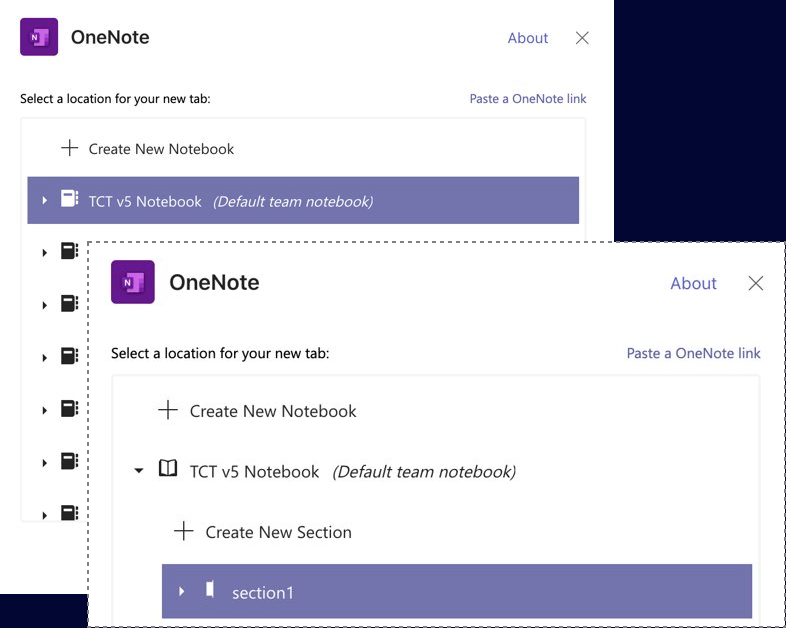 N OneNote About
Select a location for your new tab: Paste a OneNote link
Create New Notebook
TCT v5 Notebook (Default team notebook)
N OneNote About
Select a location for your new tab: Paste a OneNote link
Create New Notebook
TCT v5 Notebook (Default team notebook)
Create New Section
section1